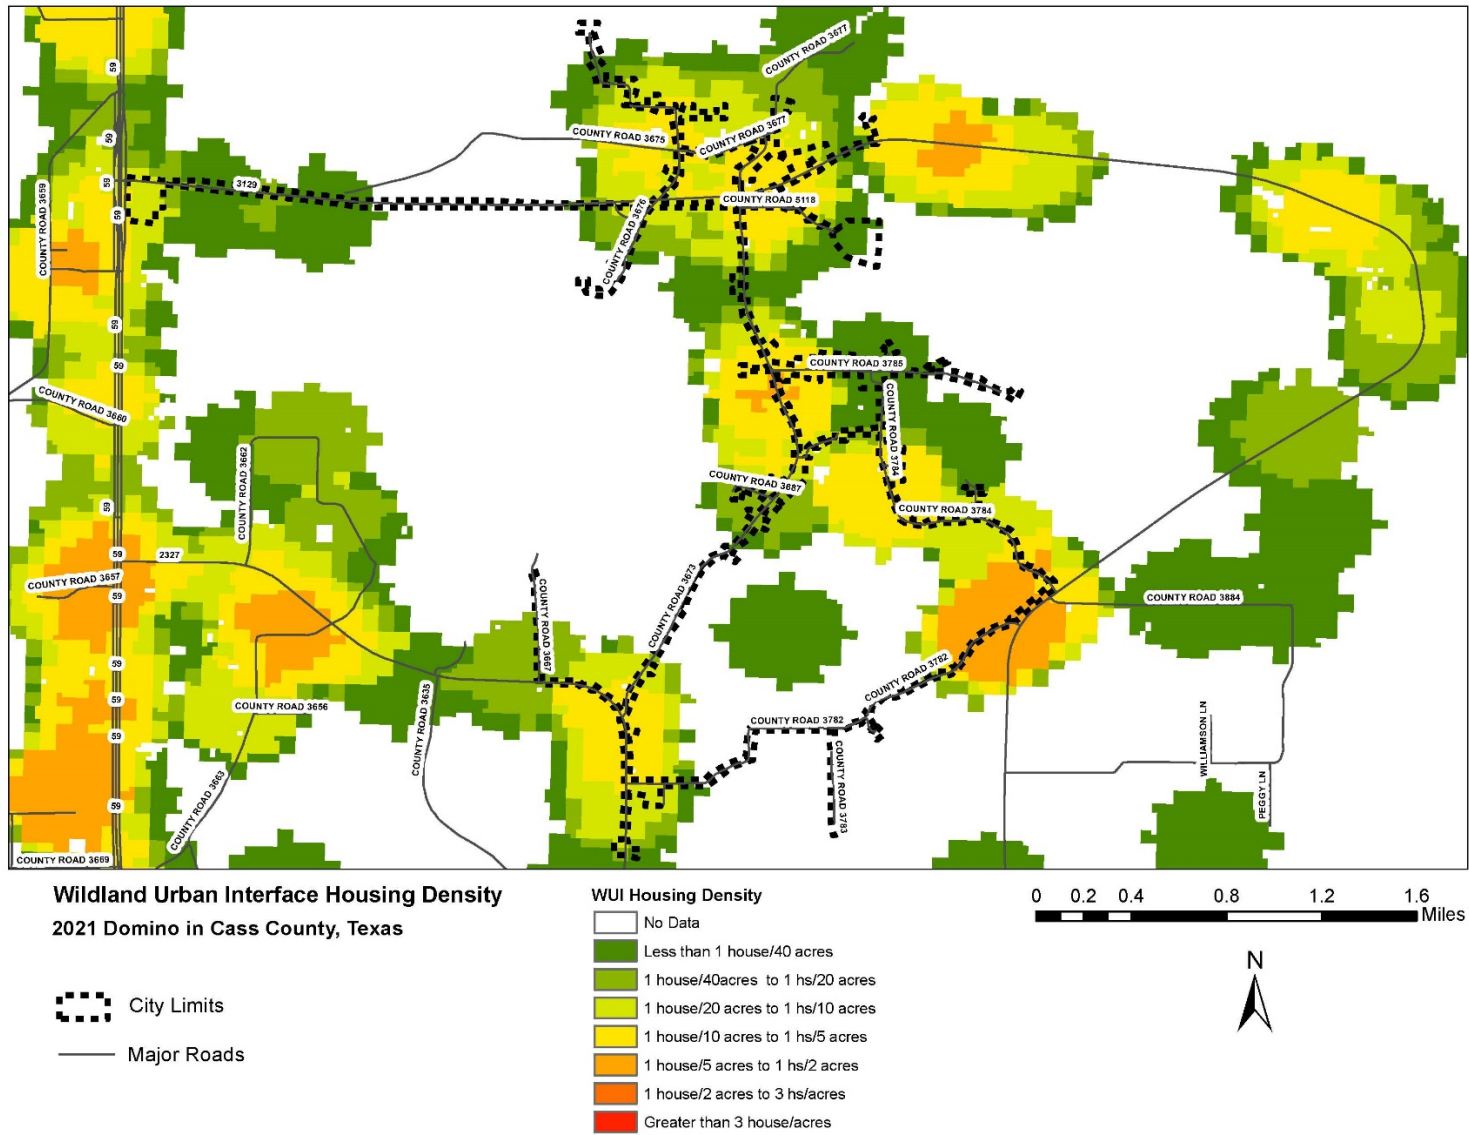 COUNTY ROAD 3677
59
59
COUNTY ROAD 3675
COUNTY ROAD 3677
59
3129
COUNTY ROAD 3659
COUNTY ROAD 5118
59
COUNTY ROAD 3676
59
COUNTY ROAD 3785
59
COUNTY ROAD 3660
COUNTY ROAD 3784
COUNTY ROAD 3662
COUNTY ROAD 3687
59
COUNTY ROAD 3784
59
2327
COUNTY ROAD 3657
59
COUNTY ROAD 3673
COUNTY ROAD 3884
COUNTY ROAD 3667
59
COUNTY ROAD 3782
59
COUNTY ROAD 3656
COUNTY ROAD 3635
COUNTY ROAD 3782
59
WILLIAMSON LN
COUNTY ROAD 3783
PEGGY LN
59
COUNTY ROAD 3663
COUNTY ROAD 3669
Wildland Urban Interface Housing Density
2021 Domino in Cass County, Texas
City Limits
Major Roads
WUI Housing Density
No Data
Less than 1 house/40 acres
1 house/40acres to 1 hs/20 acres
1 house/20 acres to 1 hs/10 acres
1 house/10 acres to 1 hs/5 acres
1 house/5 acres to 1 hs/2 acres
1 house/2 acres to 3 hs/acres
Greater than 3 house/acres
0 0.2 0.4 0.8 1.2 1.6
Miles
N